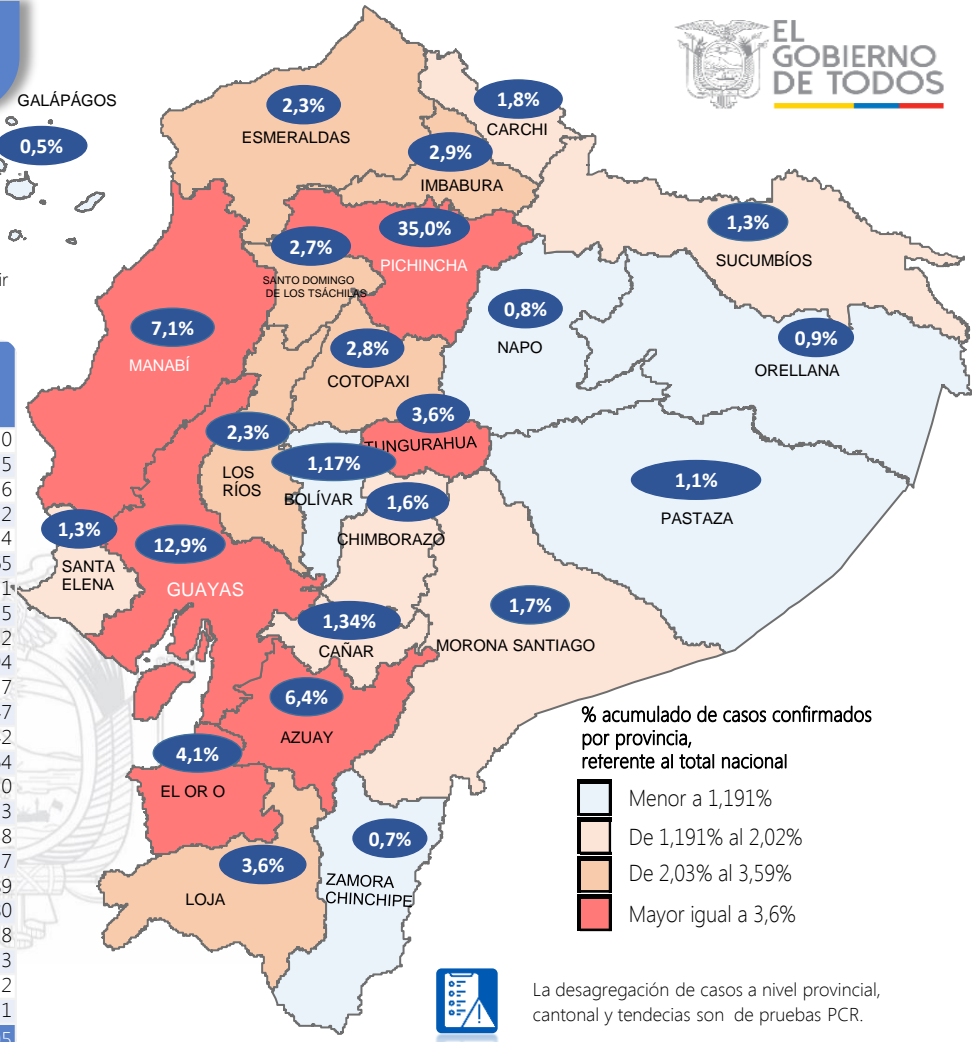 EL
GOBIERNO
DE TODOS
GALÁPÁGOS
0,5%
2,3%
ESMERALDAS
1,8%
CARCHI
2,9%
IMBABURA
35,0%
PICHINCHA
1,3%
SUCUMBÍOS
2,7%
SANTO DOMINGO
DE LOS TSÁCHILAS
ir
7,1%
MANABÍ
0,8%
NAPO
0,9%
ORELLANA
2,8%
COTOPAXI
3,6%
TUNGURAHUA
2,3%
LOS
RÍOS
1,17%
BOLÍVAR
1,1%
PASTAZA
1,6%
CHIMBORAZO
1,3%
SANTA
ELENA
12,9%
GUAYAS
1,34%
CAÑAR
1,7%
MORONA SANTIAGO
6,4%
AZUAY
4,1%
EL OR O
3,6%
LOJA
0,7%
ZAMORA
CHINCHIPE
% acumulado de casos confirmados
por provincia,
referente al total nacional
Menor a 1,191%
De 1,191% al 2,02%
De 2,03% al 3,59%
Mayor igual a 3,6%
La desagregación de casos a nivel provincial,
cantonal y tendecias son de pruebas PCR.